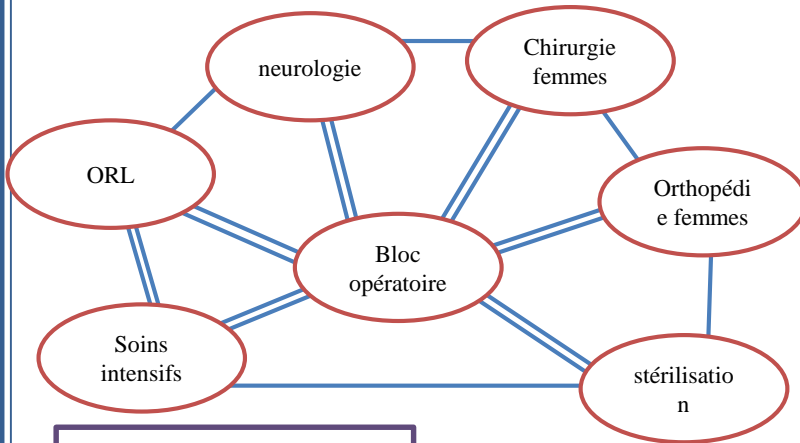 neurologie
Chirurgie
femmes
ORL
Orthopédi
e femmes
Bloc
opératoire
Soins
intensifs
stérilisatio
n